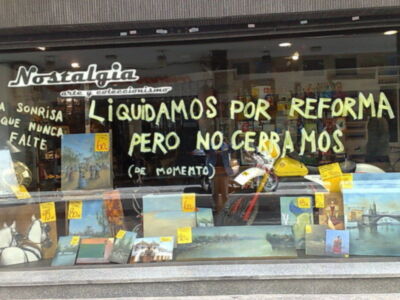 Nostalgia
arte y coleccionismo
A SONRISA
QUE NUNCA
FALTE
LIQUIDAMOS POR REFORMA
PERO NO CERRAMOS
(DE MOMENTO)